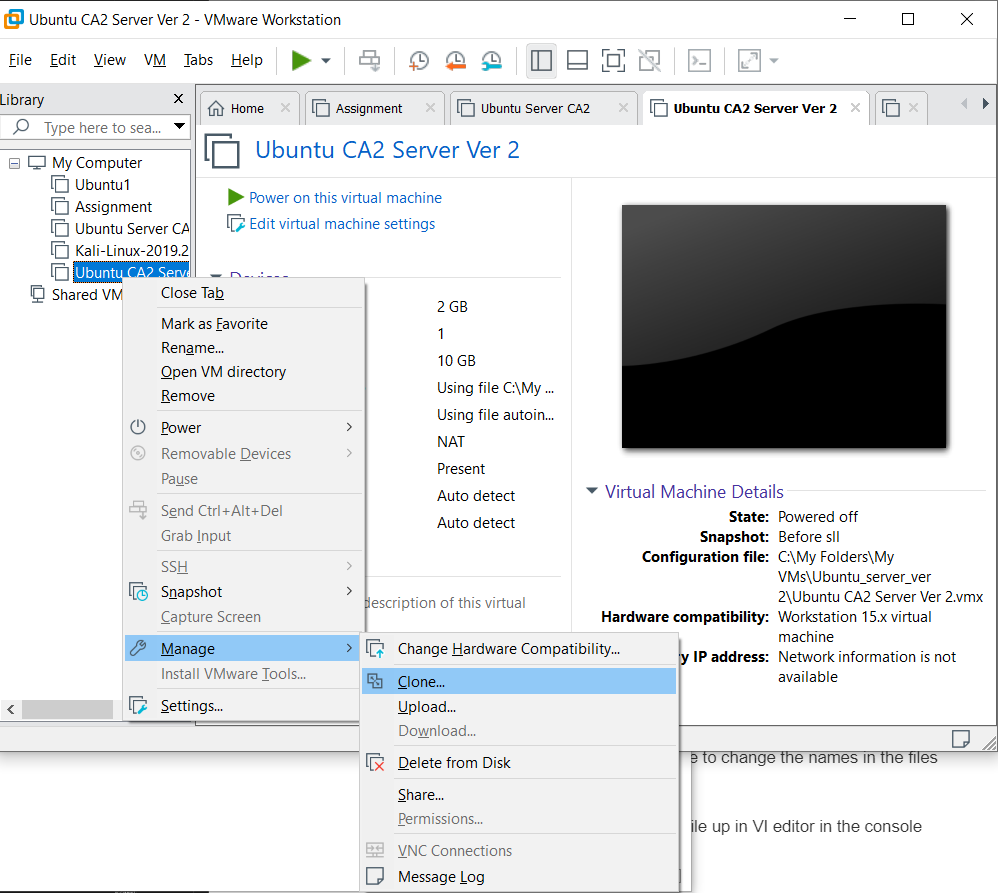 Ubuntu CA2 Server Ver 2 - VMware Workstation
File Edit View VM Tabs Help
Library
Type here to sea...
Home
Assignment
Ubuntu Server CA2
Ubuntu CA2 Server Ver 2
My Computer
Ubuntu1
Assignment
Ubuntu Server CA
Kali-Linux-2019.2
Ubuntu CA2 Serve
Shared VM
Ubuntu CA2 Server Ver 2
Power on this virtual machine
Edit virtual machine settings
Devices
2 GB
1
10 GB
Using file C:\My ...
Using file autoin...
NAT
Present
Auto detect
Auto detect
description of this virtual
Close Tab
Mark as Favorite
Rename...
Open VM directory
Remove
Power
Removable Devices
Pause
Send Ctrl+Alt+Del
Grab Input
SSH
Snapshot
Capture Screen
Manage
Install VMware Tools...
Settings...
Change Hardware Compatibility...
Clone...
Upload...
Download...
Delete from Disk
Share...
Permissions...
VNC Connections
Message Log
Virtual Machine Details
State: Powered off
Snapshot: Before sll
Configuration file: C:\My Folders\My
VMs\Ubuntu_server_ver
2\Ubuntu CA2 Server Ver 2.vmx
Hardware compatibility: Workstation 15.x virtual
machine
y IP address: Network information is not
available
e to change the names in the files
ile up in VI editor in the console